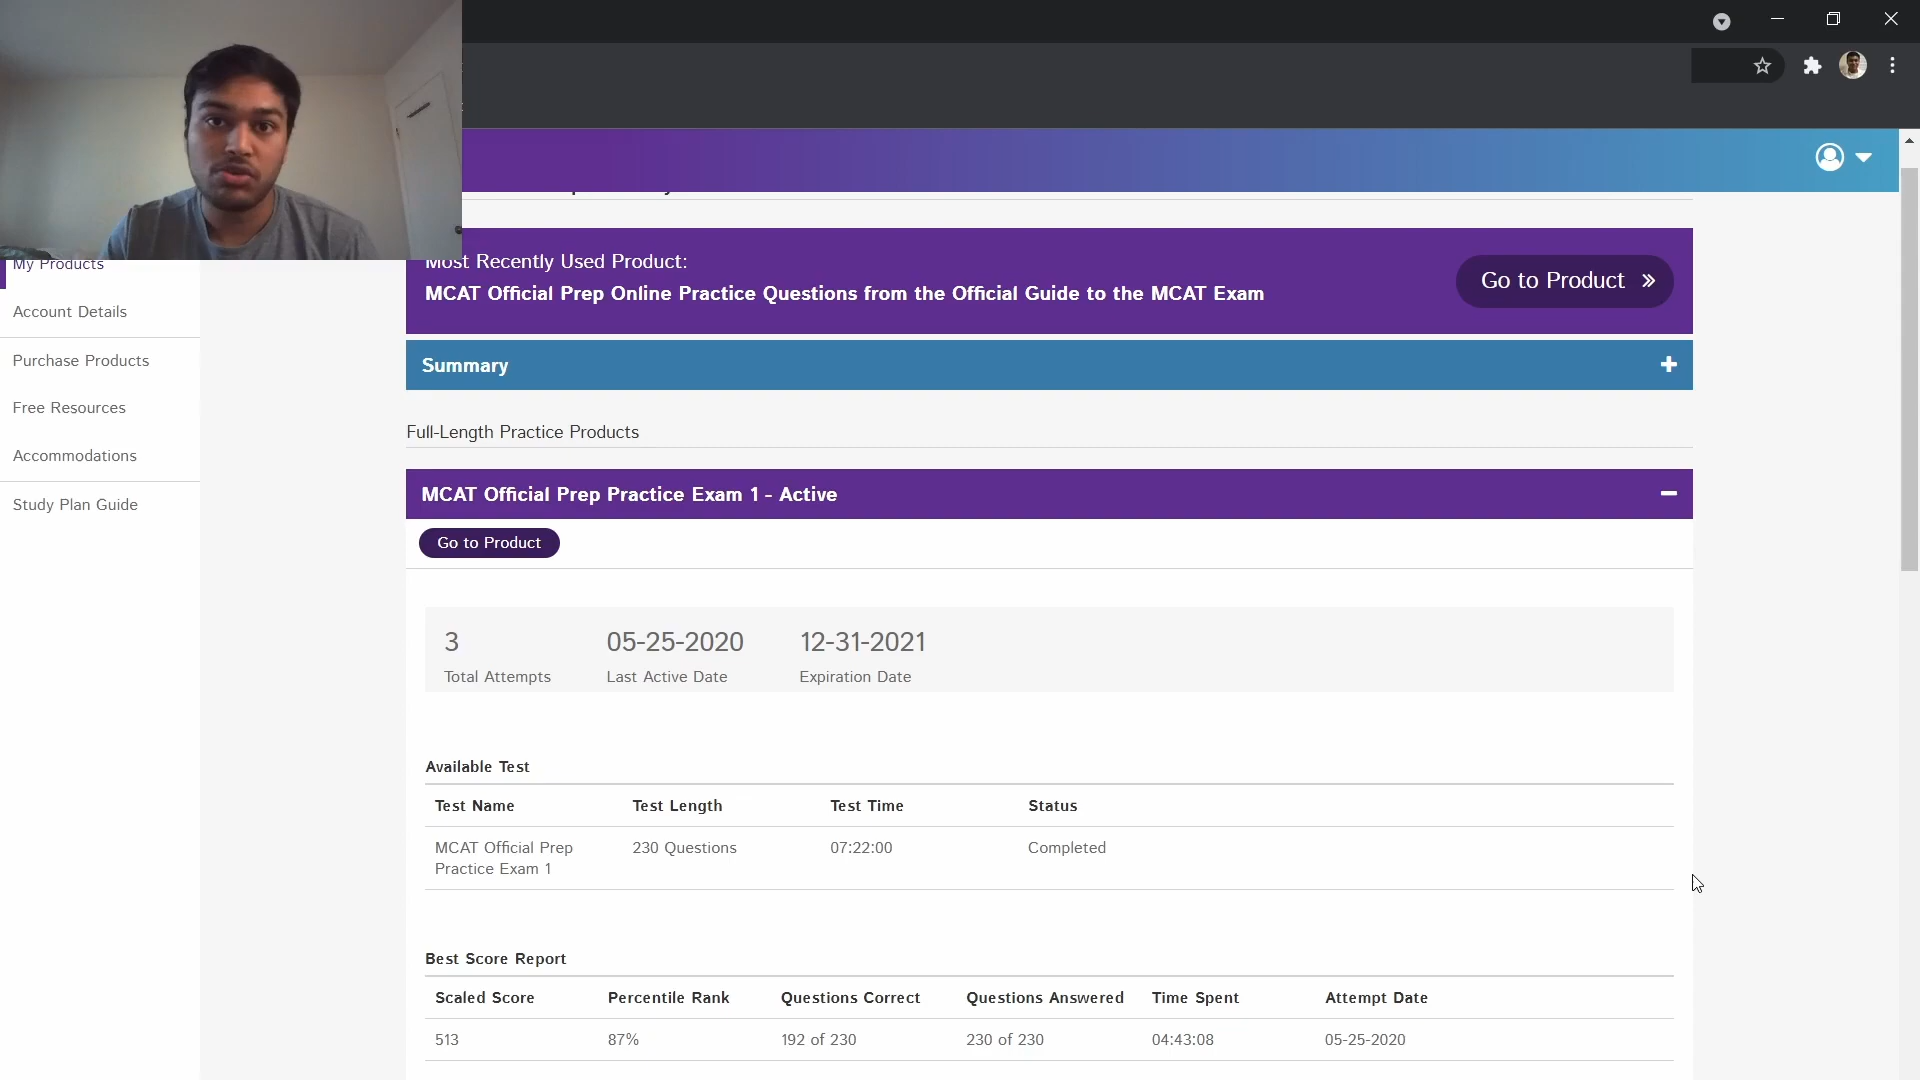 My Products
Account Details
Purchase Products
Free Resources
Accommodations
Study Plan Guide
Most Recently Used Product:
MCAT Official Prep Online Practice Questions from the Official Guide to the MCAT Exam
Go to Product »
Summary
Full-Length Practice Products
MCAT Official Prep Practice Exam 1 - Active
Go to Product
3 05-25-2020 12-31-2021
Total Attempts Last Active Date Expiration Date
Available Test
Test Name Test Length Test Time Status
MCAT Official Prep 230 Questions 07:22:00 Completed
Practice Exam 1
Best Score Report
Scaled Score Percentile Rank Questions Correct Questions Answered Time Spent Attempt Date
513 87% 192 of 230 230 of 230 04:43:08 05-25-2020